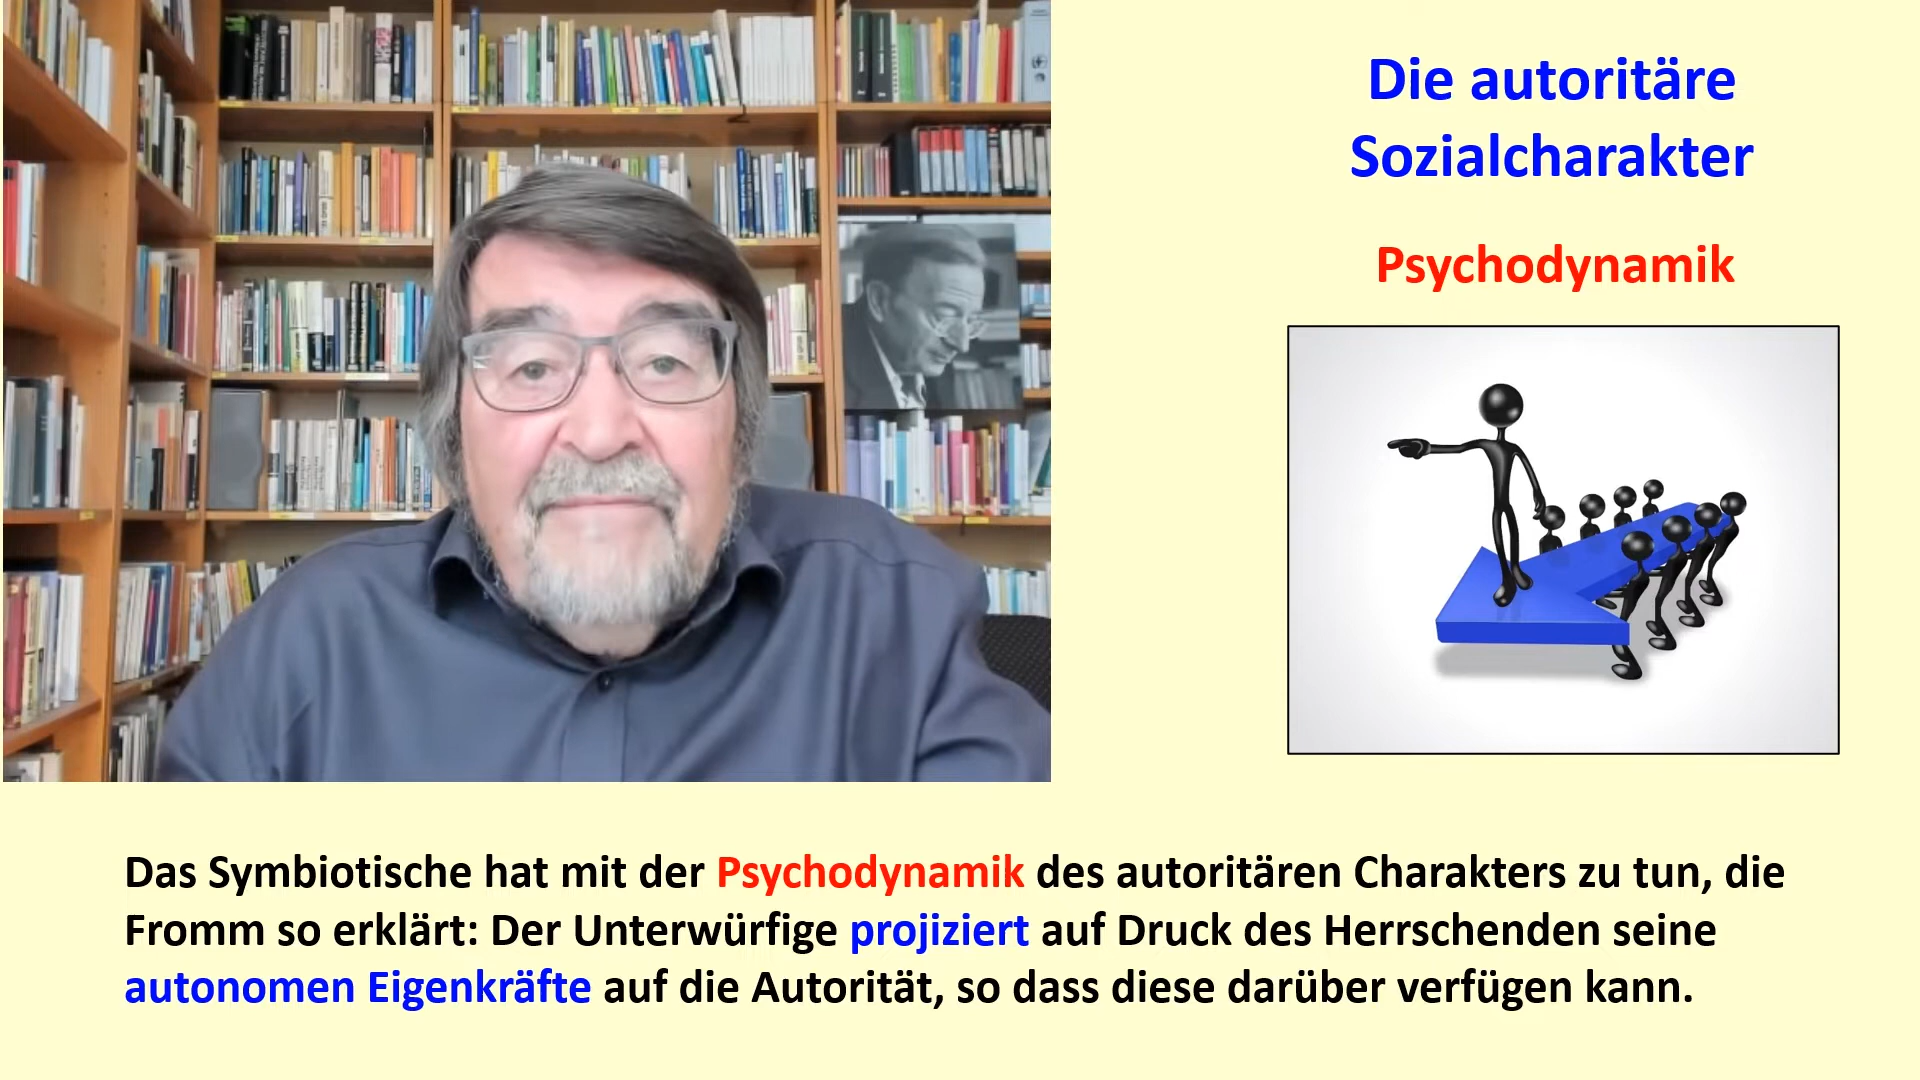 Die autoritäre
Sozialcharakter
Psychodynamik
Das Symbiotische hat mit der Psychodynamik des autoritären Charakters zu tun, die
Fromm so erklärt: Der Unterwürfige projiziert auf Druck des Herrschenden seine
autonomen Eigenkräfte auf die Autorität, so dass diese darüber verfügen kann.